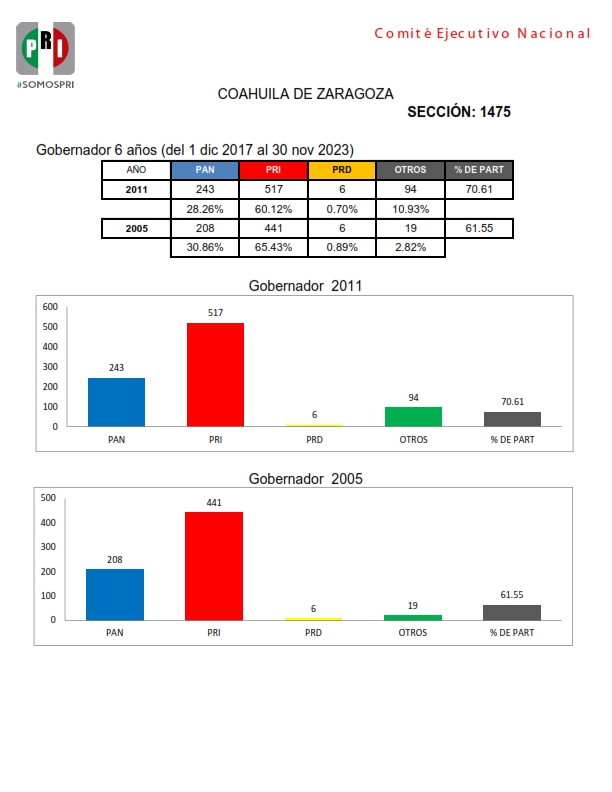 PRI
#SOMOSPRI
Comité Ejecutivo Nacional
COAHUILA DE ZARAGOZA
SECCIÓN: 1475
Gobernador 6 años (del 1 dic 2017 al 30 nov 2023)
AÑO PAN PRI PRD OTROS % DE PART
2011 243 517 6 94 70.61
28.26% 60.12% 0.70% 10.93%
2005 208 441 6 19 61.55
30.86% 65.43% 0.89% 2.82%
Gobernador 2011
600
500
400
300
200
100
0
243 517 6 94 70.61
PAN PRI PRD OTROS % DE PART
Gobernador 2005
500
400
300
200
100
0
208 441 6 19 61.55
PAN PRI PRD OTROS % DE PART